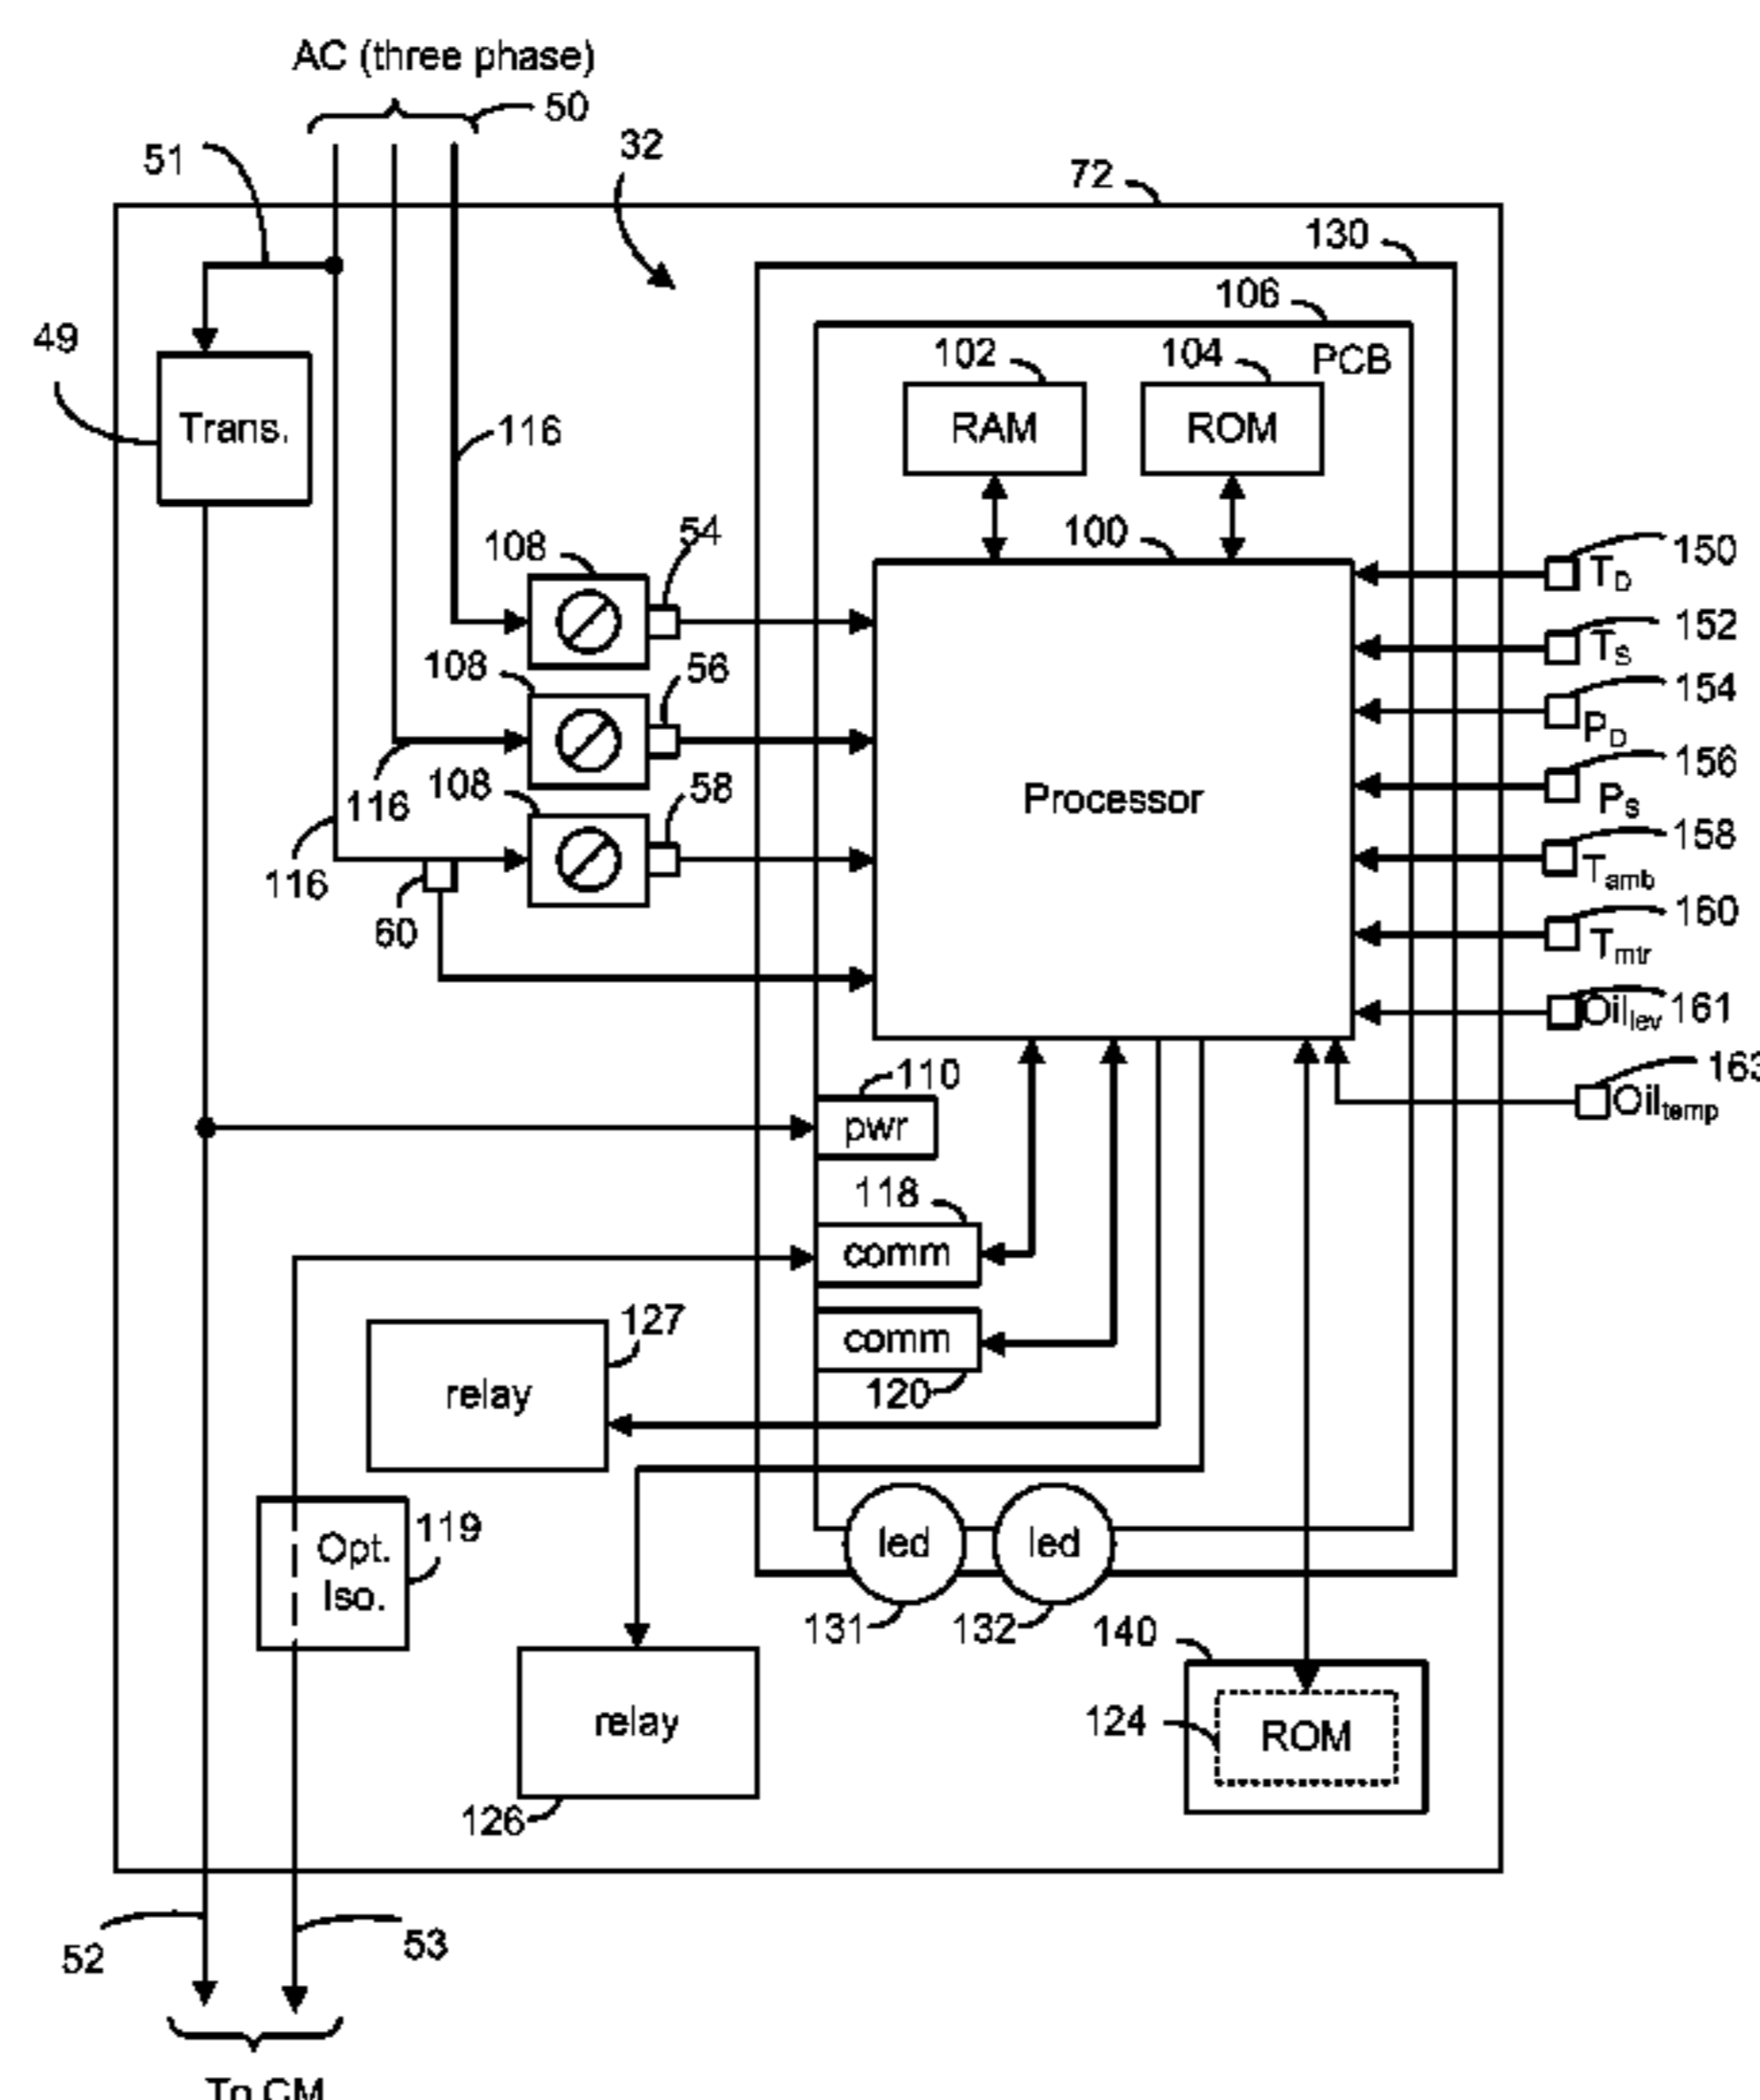 AC (three phase)
50
51
32
72
130
106
PCB
49
Trans.
102
104
RAM
ROM
116
100
108
54
108
56
116
108
58
116
60
Processor
150
T_D
152
T_S
154
P_D
156
P_S
158
T_amb
160
T_mtr
Oil_lev 161
163
Oil_temp
110
pwr
118
comm
127
relay
comm
120
119
Opt.
Iso.
led
led
131
132
140
relay
126
124
ROM
52
53
To CM